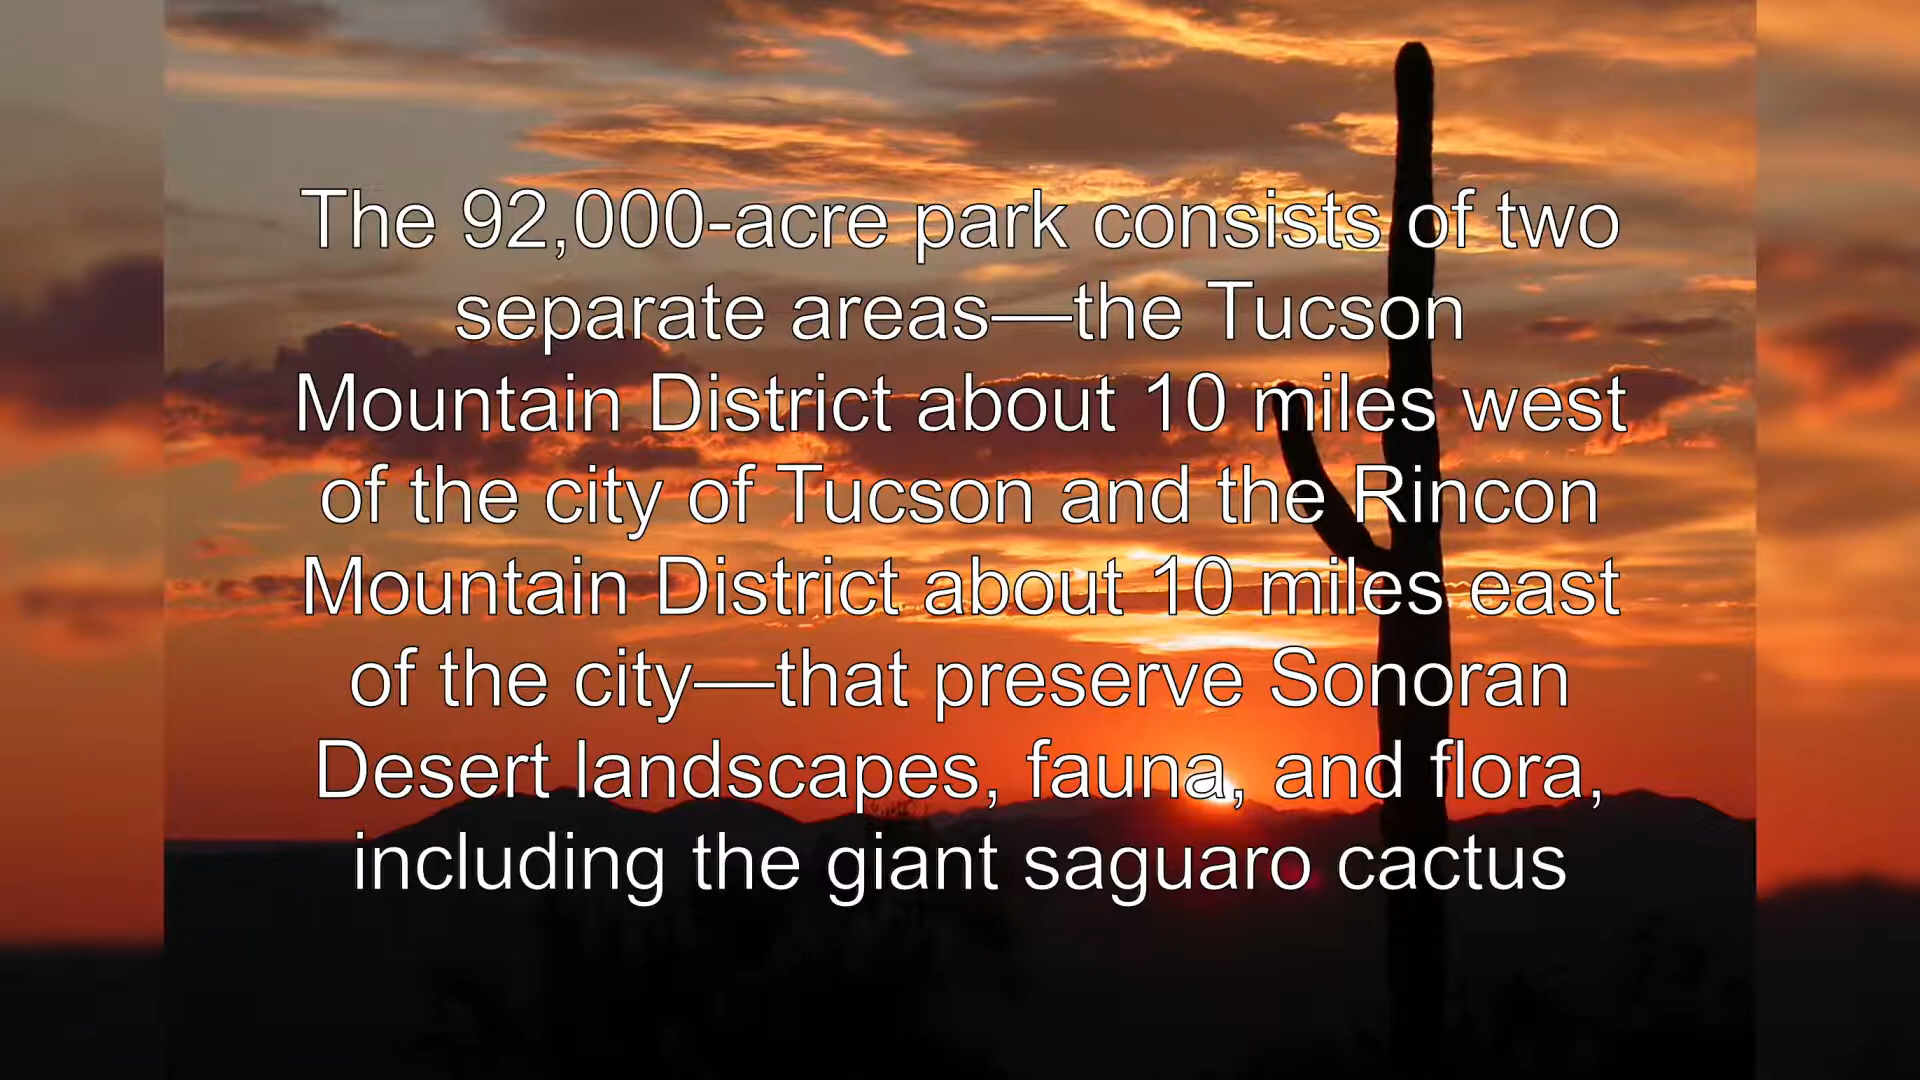 The 92,000-acre park consists of two
separate areas—the Tucson
Mountain District about 10 miles west
of the city of Tucson and the Rincon
Mountain District about 10 miles east
of the city—that preserve Sonoran
Desert landscapes, fauna, and flora,
including the giant saguaro cactus